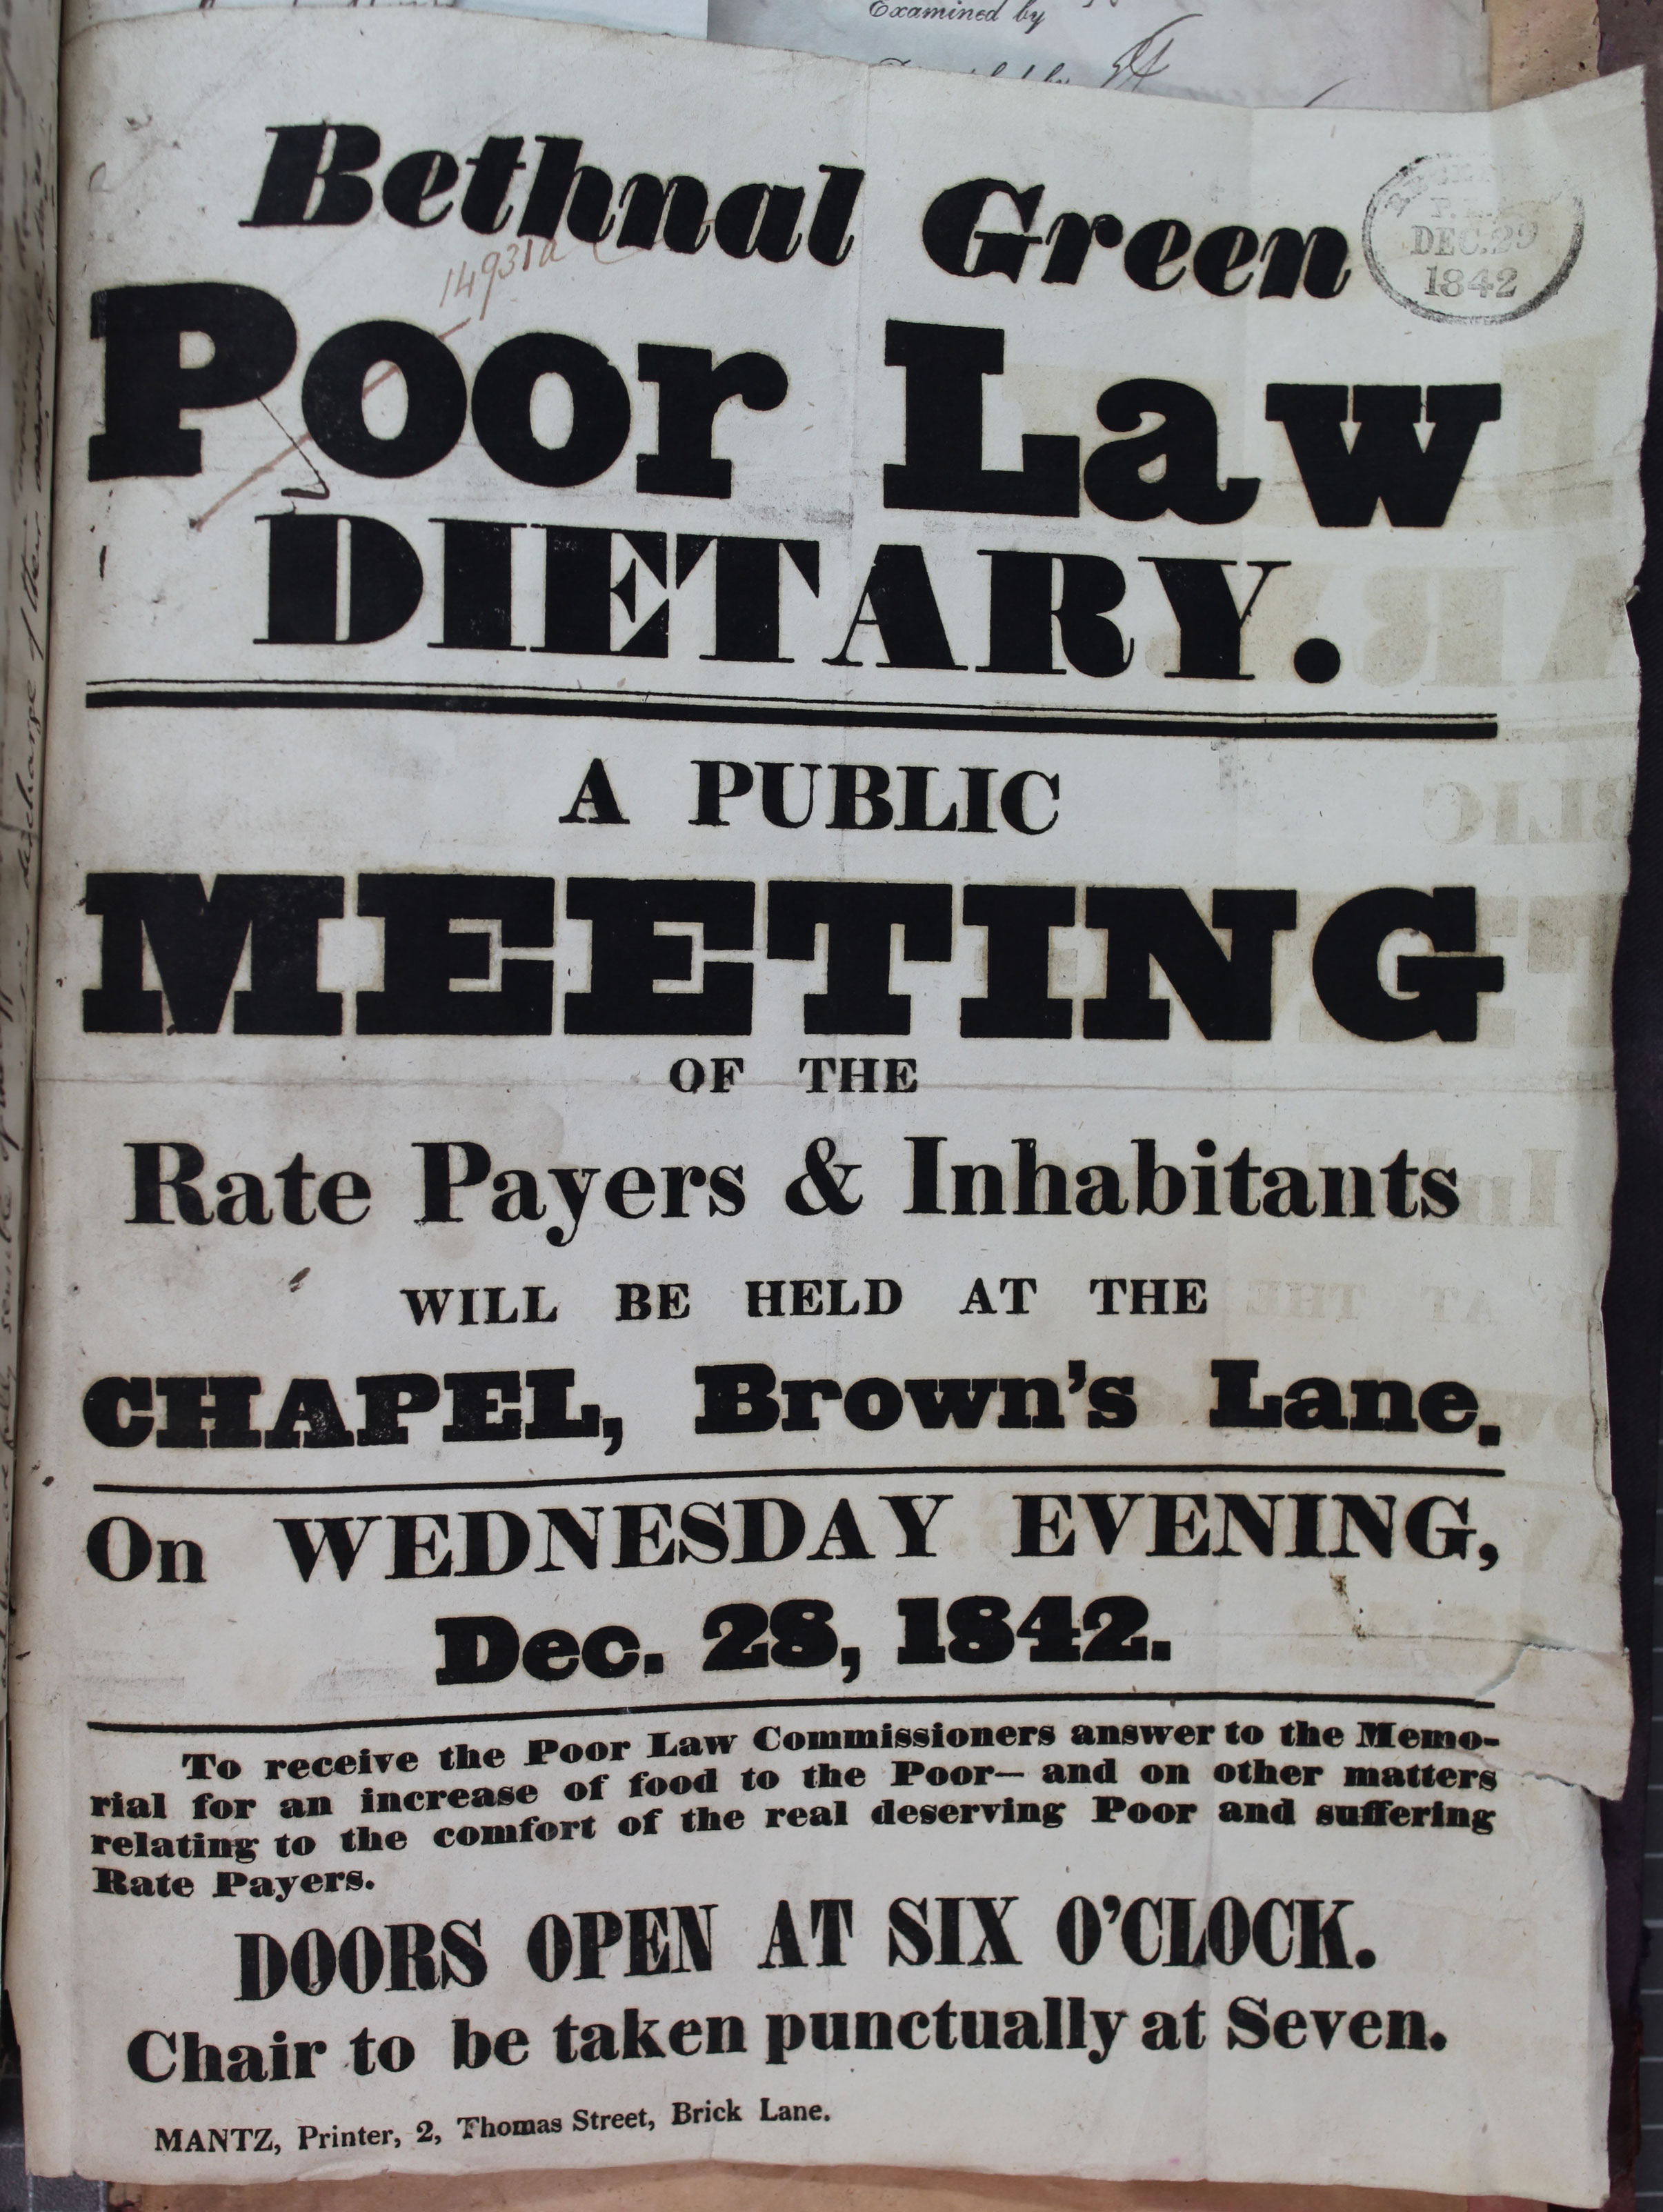 Examined by
Bethnal Green
14931a
DEC. 29
1842
Poor Law
DIETARY.
A PUBLIC
MEETING
OF THE
Rate Payers & Inhabitants
WILL BE HELD AT THE
CHAPEL, Brown's Lane.
On WEDNESDAY EVENING,
Dec. 28, 1842.
To receive the Poor Law Commissioners answer to the Memo-
rial for an increase of food to the Poor— and on other matters
relating to the comfort of the real deserving Poor and suffering
Rate Payers.
DOORS OPEN AT SIX O'CLOCK.
Chair to be taken punctually at Seven.
MANTZ, Printer, 2, Thomas Street, Brick Lane.